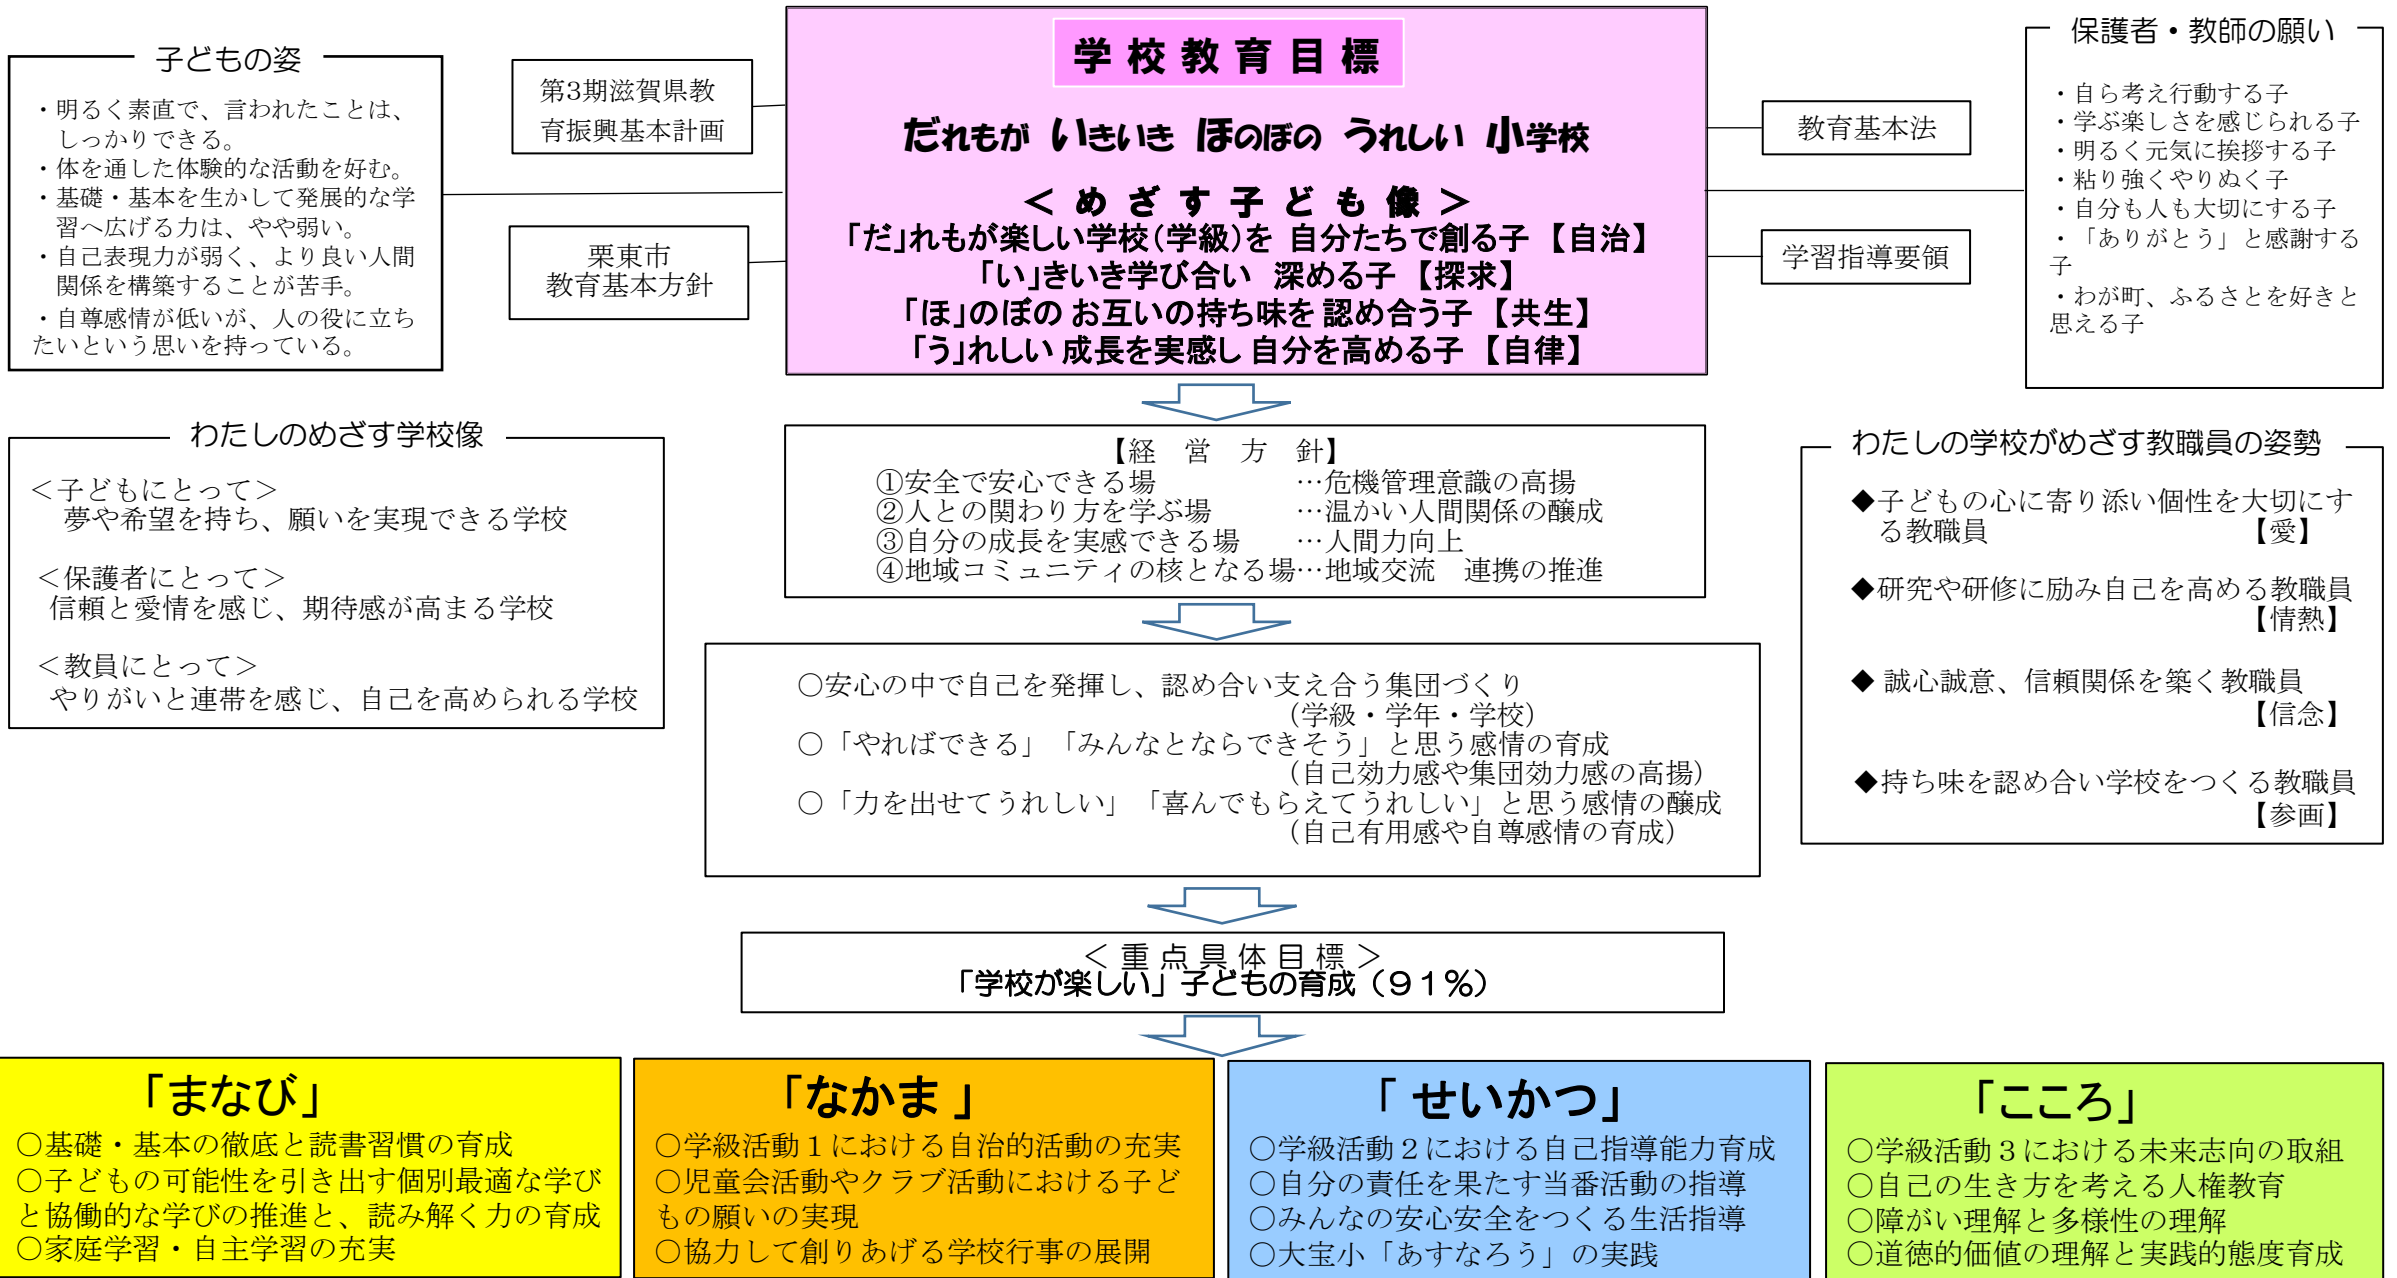 学校教育目標
だれもが いきいき ほのぼの うれしい 小学校
＜めざす子ども像＞
「だ」れもが楽しい学校（学級）を 自分たちで創る子 【自治】
「い」きいき学び合い 深める子 【探求】
「ほ」のぼの お互いの持ち味を 認め合う子 【共生】
「う」れしい 成長を実感し 自分を高める子 【自律】
子どもの姿
・明るく素直で、言われたことは、
しっかりできる。
・体を通した体験的な活動を好む。
・基礎・基本を生かして発展的な学
習へ広げる力は、やや弱い。
・自己表現力が弱く、より良い人間
関係を構築することが苦手。
・自尊感情が低いが、人の役に立ち
たいという思いを持っている。
第3期滋賀県教
育振興基本計画
栗東市
教育基本方針
教育基本法
学習指導要領
保護者・教師の願い
・自ら考え行動する子
・学ぶ楽しさを感じられる子
・明るく元気に挨拶する子
・粘り強くやりぬく子
・自分も人も大切にする子
・「ありがとう」と感謝する
子
・わが町、ふるさとを好きと
思える子
わたしのめざす学校像
＜子どもにとって＞
夢や希望を持ち、願いを実現できる学校
＜保護者にとって＞
信頼と愛情を感じ、期待感が高まる学校
＜教員にとって＞
やりがいと連帯を感じ、自己を高められる学校
【経　営　方　針】
①安全で安心できる場　　　　　…危機管理意識の高揚
②人との関わり方を学ぶ場　　　…温かい人間関係の醸成
③自分の成長を実感できる場　　…人間力向上
④地域コミュニティの核となる場…地域交流　連携の推進
わたしの学校がめざす教職員の姿勢
◆子どもの心に寄り添い個性を大切にす
る教職員　【愛】
◆研究や研修に励み自己を高める教職員
【情熱】
◆ 誠心誠意、信頼関係を築く教職員
【信念】
◆持ち味を認め合い学校をつくる教職員
【参画】
○安心の中で自己を発揮し、認め合い支え合う集団づくり
（学級・学年・学校）
○「やればできる」「みんなとならできそう」と思う感情の育成
（自己効力感や集団効力感の高揚）
○「力を出せてうれしい」「喜んでもらえてうれしい」と思う感情の醸成
（自己有用感や自尊感情の育成）
＜重点具体目標＞
「学校が楽しい」子どもの育成（９１％）
「まなび」
○基礎・基本の徹底と読書習慣の育成
○子どもの可能性を引き出す個別最適な学び
と協働的な学びの推進と、読み解く力の育成
○家庭学習・自主学習の充実
「なかま」
○学級活動１における自治的活動の充実
○児童会活動やクラブ活動における子ど
もの願いの実現
○協力して創りあげる学校行事の展開
「せいかつ」
○学級活動２における自己指導能力育成
○自分の責任を果たす当番活動の指導
○みんなの安心安全をつくる生活指導
○大宝小「あすなろう」の実践
「こころ」
○学級活動３における未来志向の取組
○自己の生き方を考える人権教育
○障がい理解と多様性の理解
○道徳的価値の理解と実践的態度育成